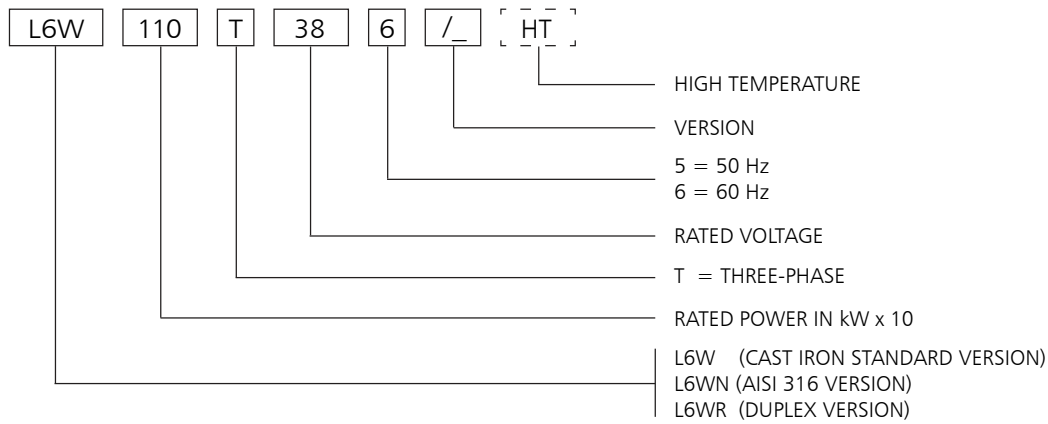 L6W 110 T 38 6 /_ HT
HIGH TEMPERATURE
VERSION
5 = 50 Hz
6 = 60 Hz
RATED VOLTAGE
T = THREE-PHASE
RATED POWER IN kW x 10
L6W (CAST IRON STANDARD VERSION)
L6WN (AISI 316 VERSION)
L6WR (DUPLEX VERSION)